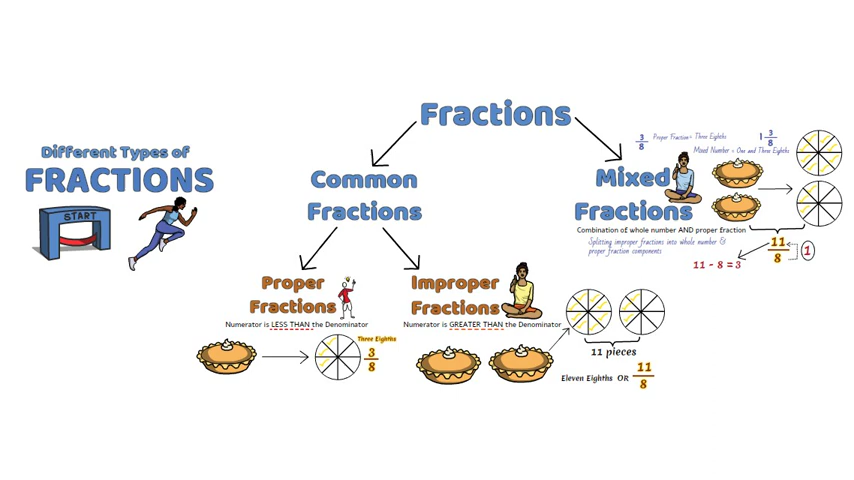 Different Types of
FRACTIONS
START
Fractions
Common
Fractions
Proper
Fractions
Numerator is LESS THAN the Denominator
Three Eighths
3
8
Improper
Fractions
Numerator is GREATER THAN the Denominator
11 pieces
Eleven Eighths OR 11
8
3
8
Proper Fraction = Three Eighths
1 3
8
Mixed Number = One and Three Eighths
Mixed
Fractions
Combination of whole number AND proper fraction
Splitting improper fractions into whole number &
proper fraction components
11
8
1
11 - 8 = 3